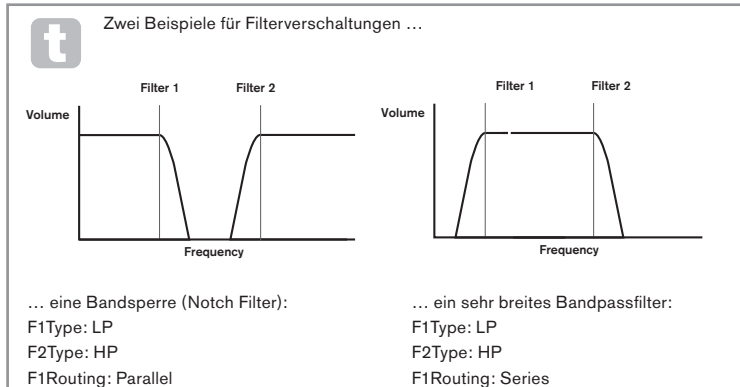 t
Zwei Beispiele für Filterverschaltungen …
Filter 1
Filter 2
Volume
Frequency
Filter 1
Filter 2
Volume
Frequency
… eine Bandsperre (Notch Filter):
F1Type: LP
F2Type: HP
F1Routing: Parallel
… ein sehr breites Bandpassfilter:
F1Type: LP
F2Type: HP
F1Routing: Series